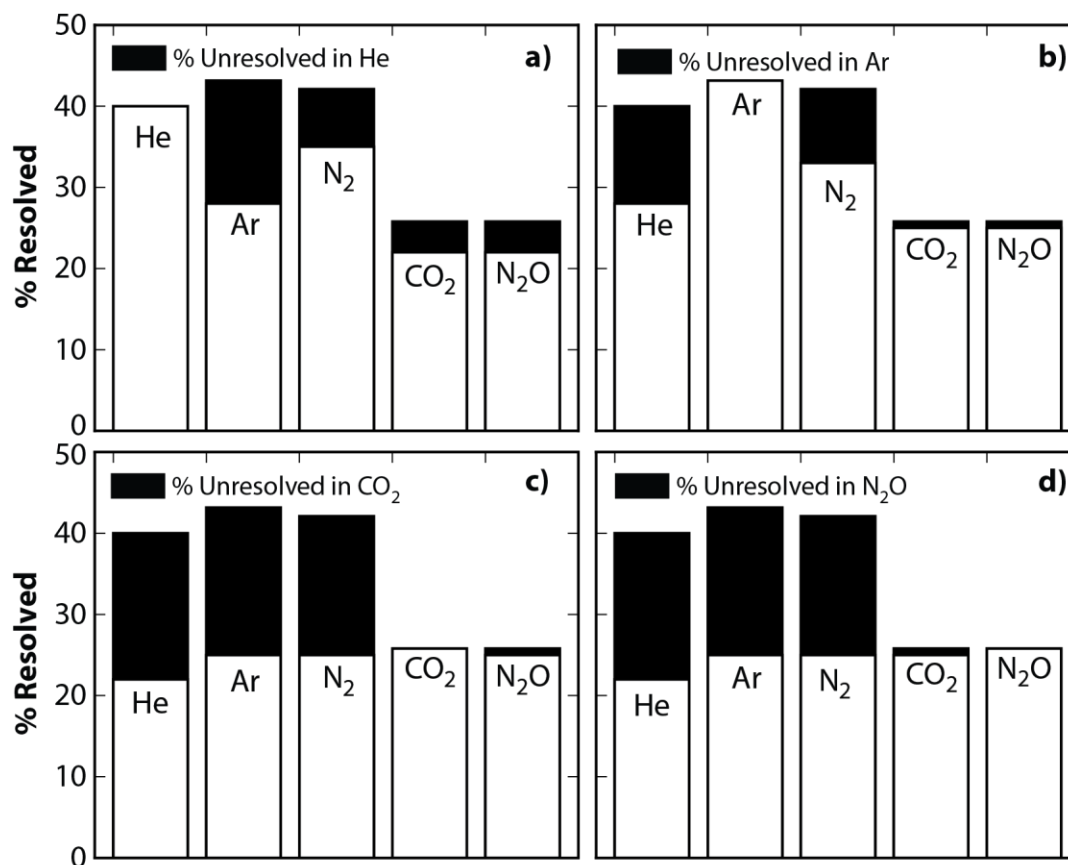 50
% Unresolved in He
a)
40
30
20
10
0
% Resolved
He
Ar
N₂
CO₂
N₂O
% Unresolved in Ar
b)
He
Ar
N₂
CO₂
N₂O
50
% Unresolved in CO₂
c)
40
30
20
10
0
% Resolved
He
Ar
N₂
CO₂
N₂O
% Unresolved in N₂O
d)
He
Ar
N₂
CO₂
N₂O